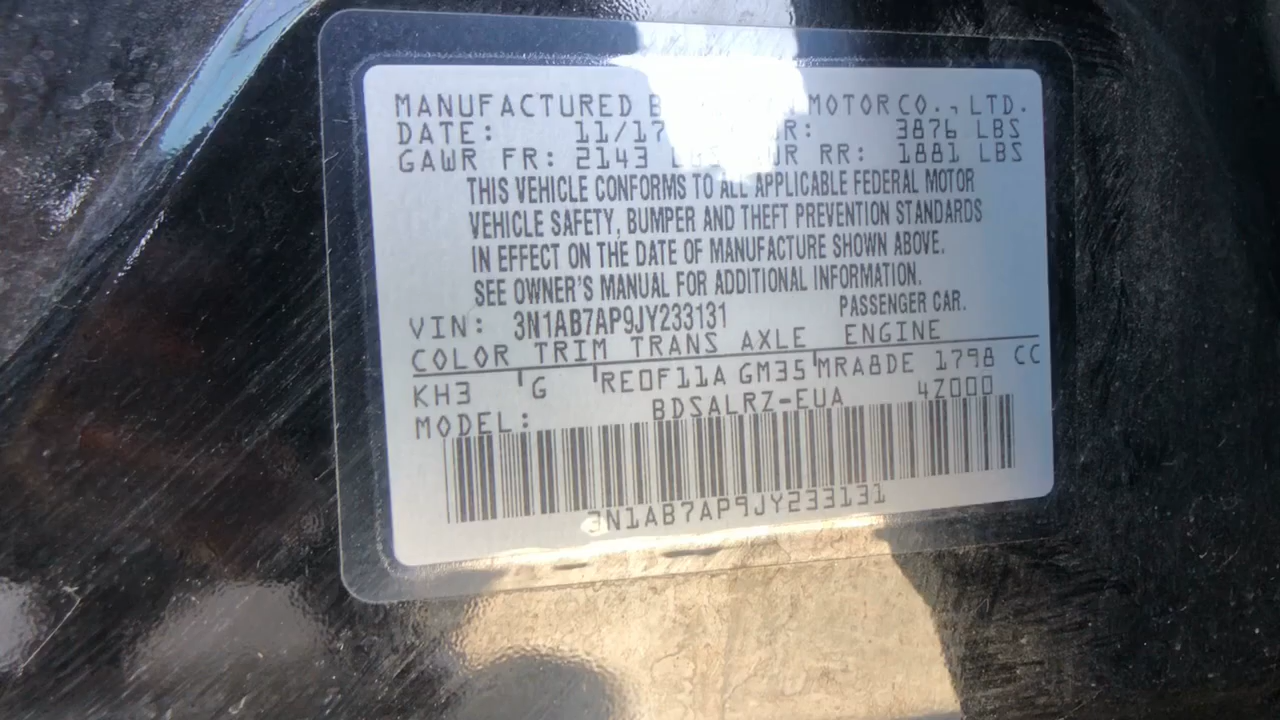 MANUFACTURED MOTOR CO., LTD.
DATE: 11/17 3876 LBS
GAWR FR: 2143 RR: 1881 LBS
THIS VEHICLE CONFORMS TO ALL APPLICABLE FEDERAL MOTOR
VEHICLE SAFETY, BUMPER AND THEFT PREVENTION STANDARDS
IN EFFECT ON THE DATE OF MANUFACTURE SHOWN ABOVE.
SEE OWNER'S MANUAL FOR ADDITIONAL INFORMATION.
VIN: 3N1AB7AP9JY233131 PASSENGER CAR.
COLOR TRIM TRANS AXLE ENGINE
KH3 G RE0F11A GM35 MRA8DE 1798 CC
MODEL: BDSALRZ-EUA 4Z000
3N1AB7AP9JY233131